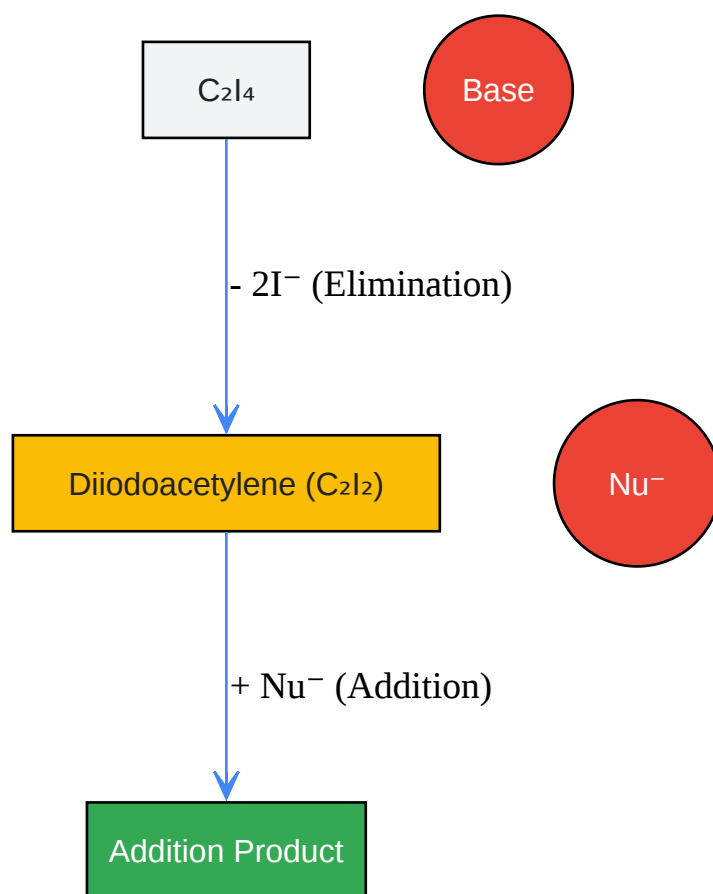 C₂I₄
Base
- 2I⁻ (Elimination)
Diiodoacetylene (C₂I₂)
Nu⁻
+ Nu⁻ (Addition)
Addition Product